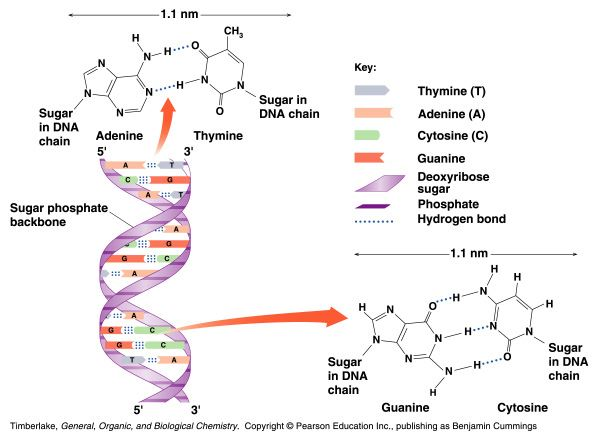 1.1 nm
CH3
H
N H O
N N
N H N
N N N
O
Sugar
in DNA
chain
Sugar
in DNA
chain
Adenine Thymine
5' 3'
A T
C G
A T
Sugar phosphate
backbone
A
G
G C
A
A
G C
G C
T A
5' 3'
Key:
Thymine (T)
Adenine (A)
Cytosine (C)
Guanine
Deoxyribose
sugar
Phosphate
Hydrogen bond
1.1 nm
H
H N H
H N O H
N N H N
N N
N H O
H
Sugar
in DNA
chain
Sugar
in DNA
chain
Guanine Cytosine
Timberlake, General, Organic, and Biological Chemistry. Copyright © Pearson Education Inc., publishing as Benjamin Cummings